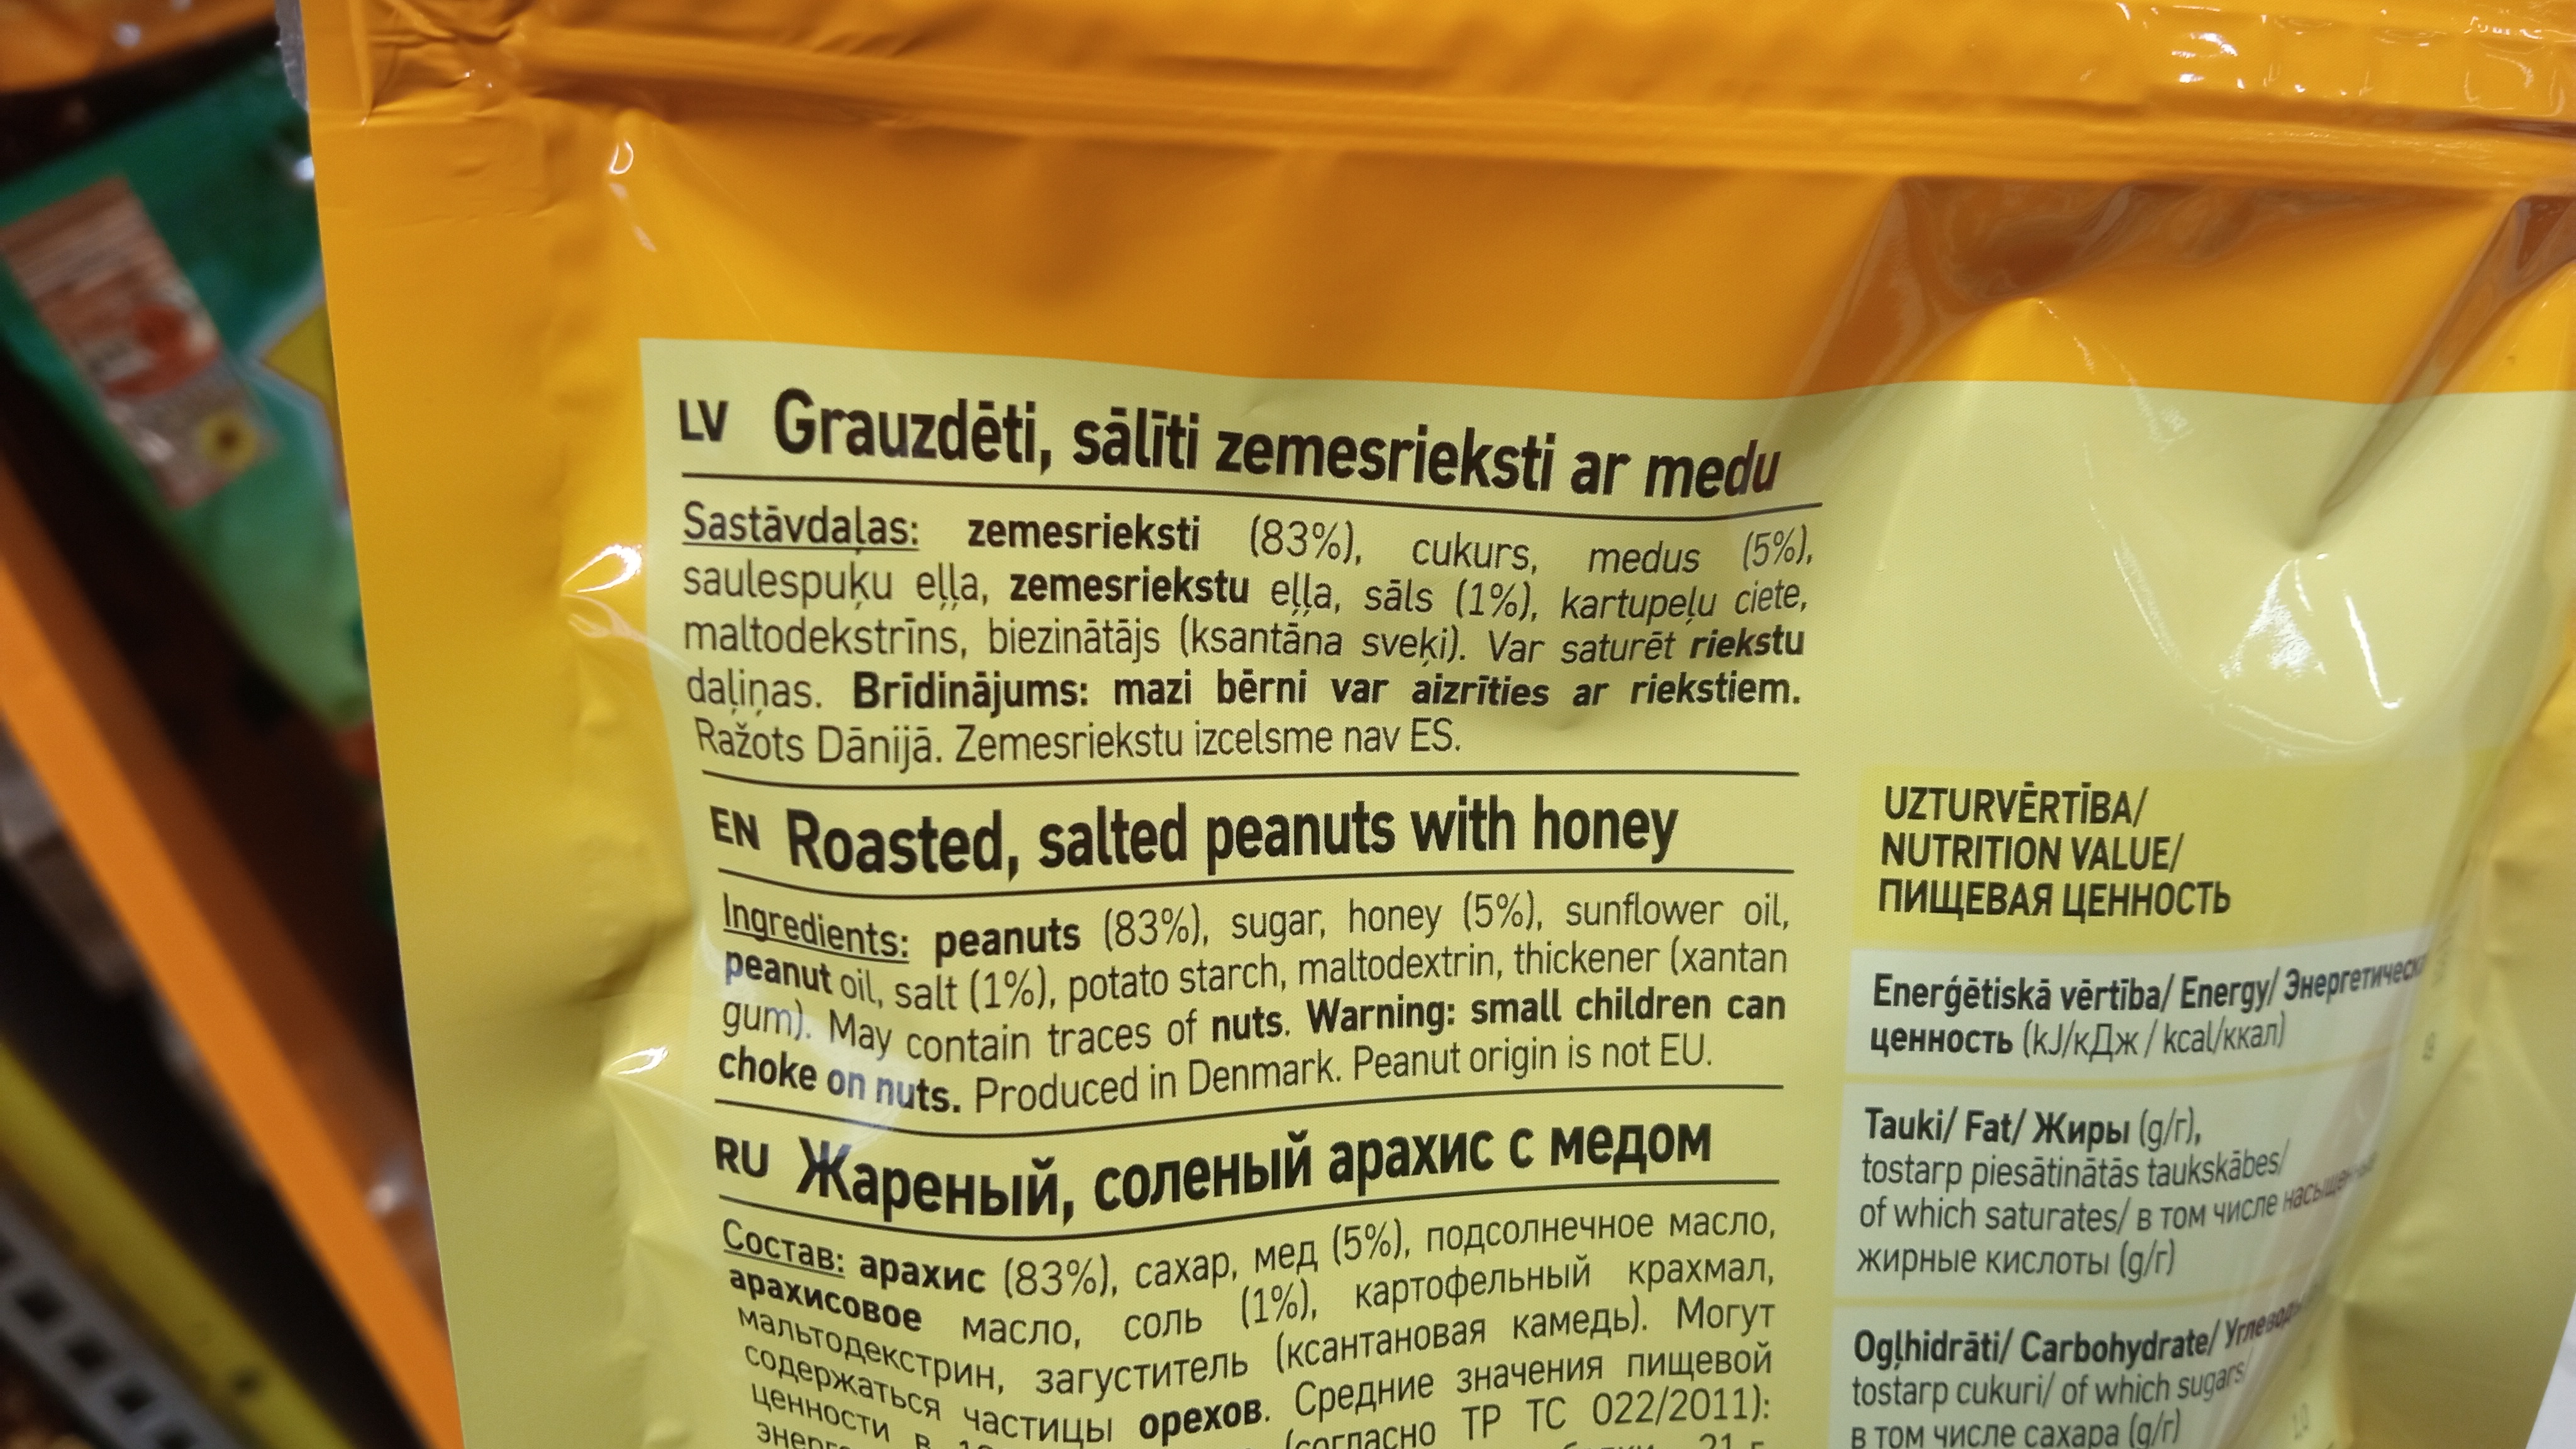 LV Grauzdēti, sālīti zemesrieksti ar medu
Sastāvdaļas: zemesrieksti (83%), cukurs, medus (5%),
saulespuķu eļļa, zemesriekstu eļļa, sāls (1%), kartupeļu ciete,
maltodekstrīns, biezinātājs (ksantāna sveķi). Var saturēt riekstu
daļiņas. Brīdinājums: mazi bērni var aizrīties ar riekstiem.
Ražots Dānijā. Zemesriekstu izcelsme nav ES.
EN Roasted, salted peanuts with honey
Ingredients: peanuts (83%), sugar, honey (5%), sunflower oil,
peanut oil, salt (1%), potato starch, maltodextrin, thickener (xantan
gum). May contain traces of nuts. Warning: small children can
choke on nuts. Produced in Denmark. Peanut origin is not EU.
RU Жареный, соленый арахис с медом
Состав: арахис (83%), сахар, мед (5%), подсолнечное масло,
арахисовое масло, соль (1%), картофельный крахмал,
мальтодекстрин, загуститель (ксантановая камедь). Могут
содержаться частицы орехов. Средние значения пищевой
ценности в (согласно ТР ТС 022/2011):
21 г
UZTURVĒRTĪBA/
NUTRITION VALUE/
ПИЩЕВАЯ ЦЕННОСТЬ
Enerģētiskā vērtība/ Energy/
ценность (kJ/кДж / kcal/ккал)
Tauki/ Fat/ Жиры (g/г),
tostarp piesātinātās taukskābes/
of which saturates/ в том числе
жирные кислоты (g/г)
Ogļhidrāti/ Carbohydrate/
tostarp cukuri/ of which sugars/
в том числе сахара (g/г)